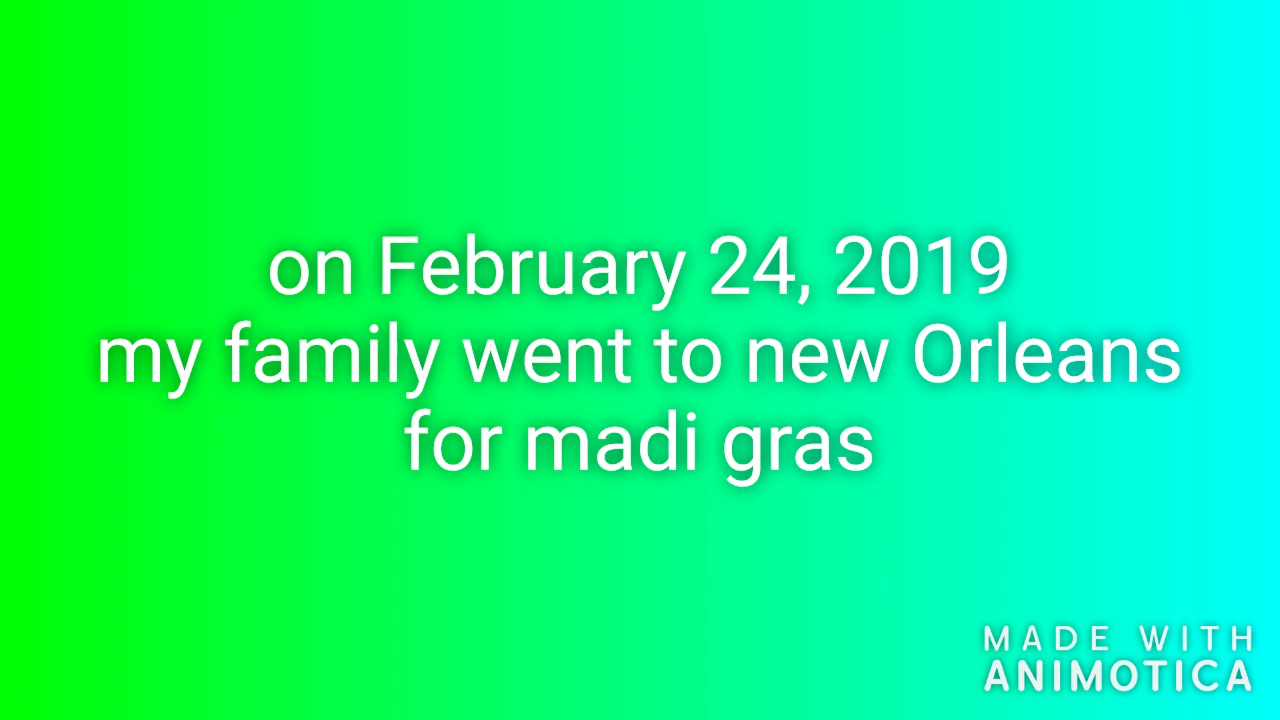 on February 24, 2019
my family went to new Orleans
for madi gras
MADE WITH
ANIMOTICA